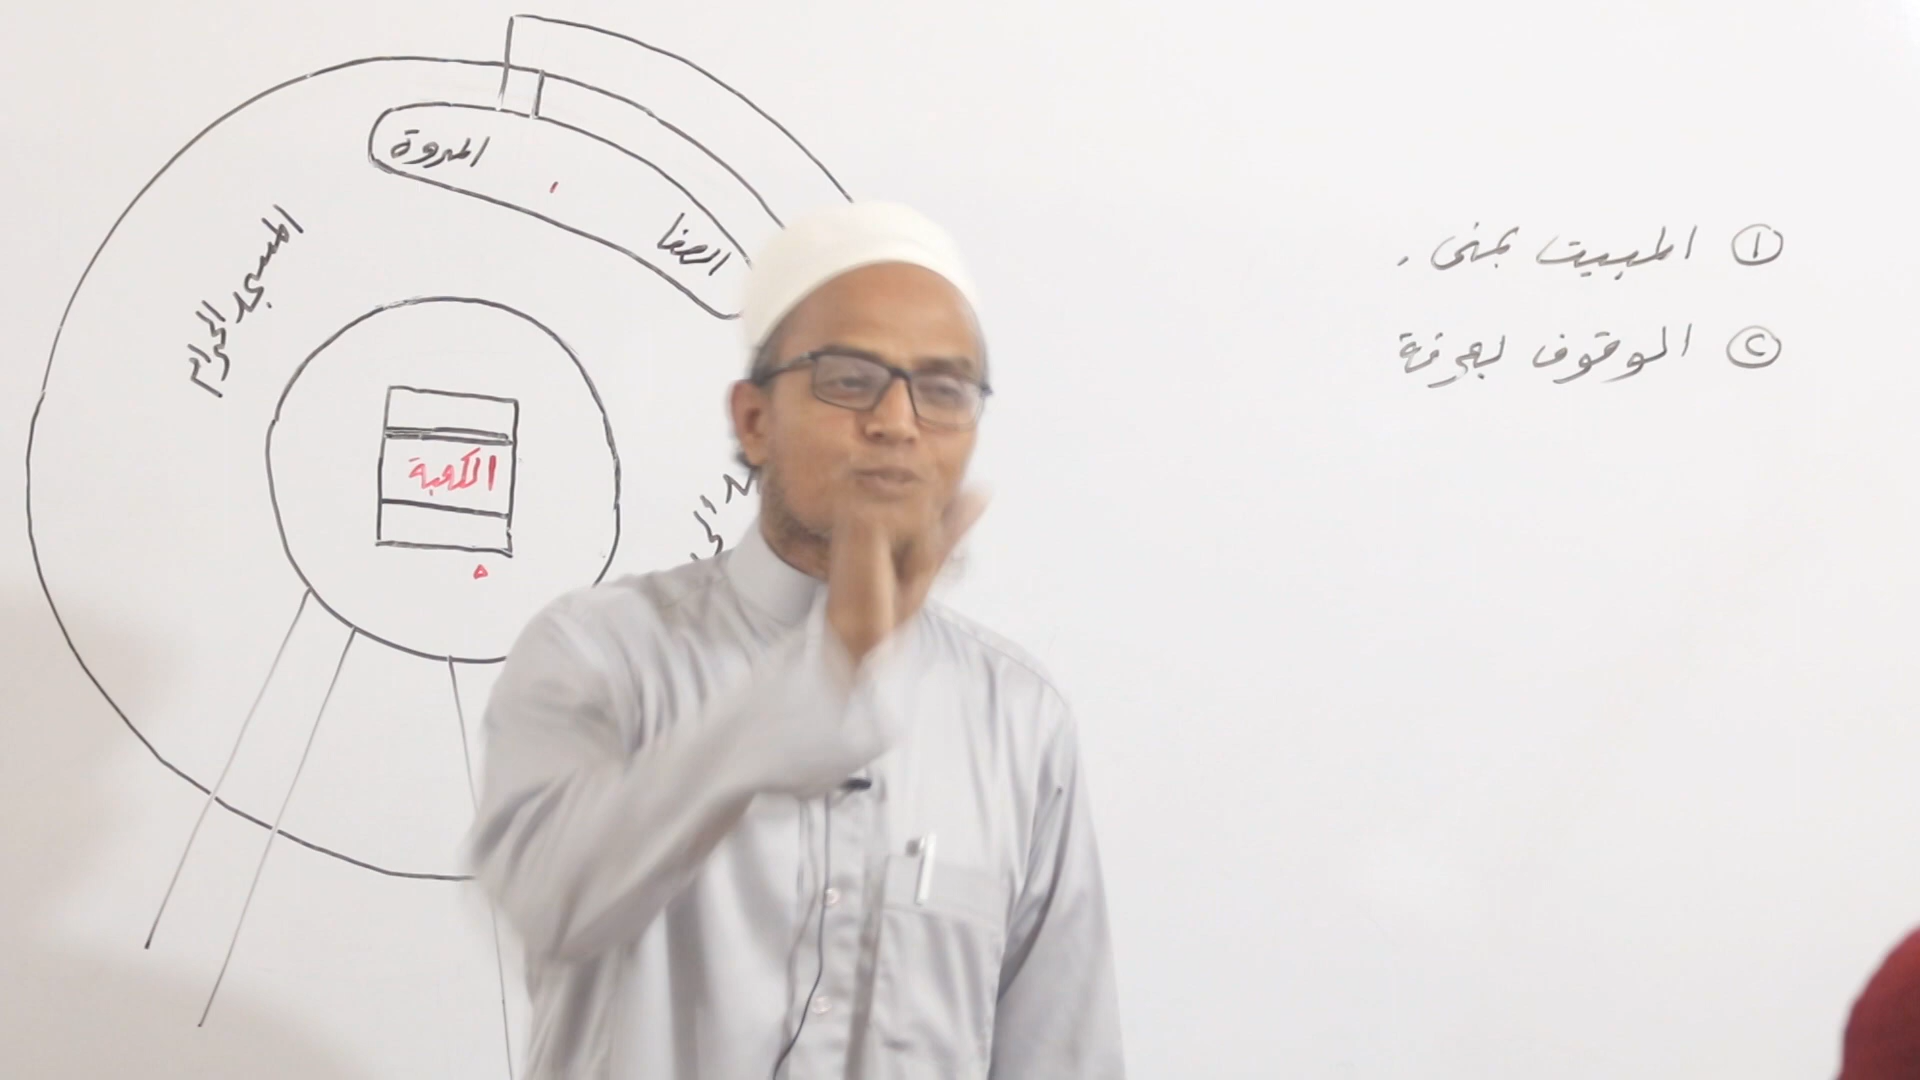 ① المبيت بمنى.
② الوقوف بعرفة
المروة
الصفا
المسجد الحرام
الكعبة